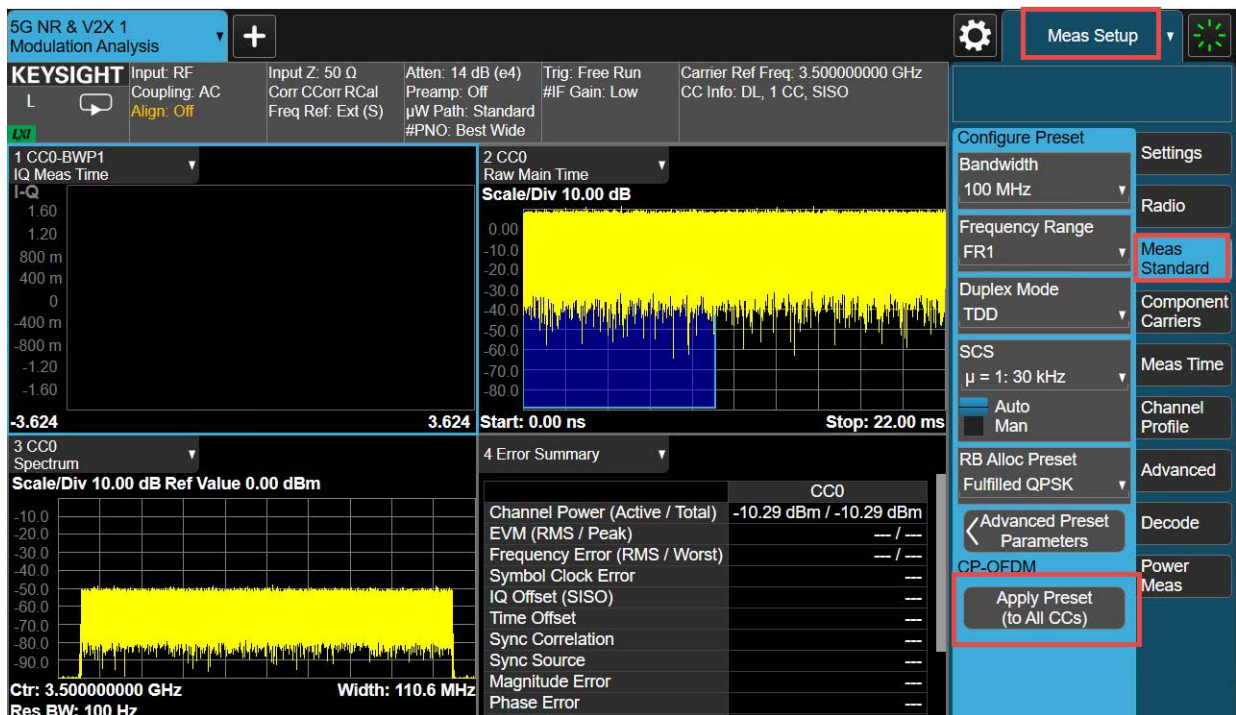 5G NR & V2X 1
Modulation Analysis
Meas Setup
KEYSIGHT
L
LXI
Input: RF
Coupling: AC
Align: Off
Input Z: 50 Ω
Corr CCorr RCal
Freq Ref: Ext (S)
Atten: 14 dB (e4)
Preamp: Off
µW Path: Standard
#PNO: Best Wide
Trig: Free Run
#IF Gain: Low
Carrier Ref Freq: 3.500000000 GHz
CC Info: DL, 1 CC, SISO
1 CC0-BWP1
IQ Meas Time
I-Q
1.60
1.20
800 m
400 m
0
-400 m
-800 m
-1.20
-1.60
-3.624
3.624
2 CC0
Raw Main Time
Scale/Div 10.00 dB
0.00
-10.0
-20.0
-30.0
-40.0
-50.0
-60.0
-70.0
-80.0
Start: 0.00 ns
Stop: 22.00 ms
3 CC0
Spectrum
Scale/Div 10.00 dB Ref Value 0.00 dBm
-10.0
-20.0
-30.0
-40.0
-50.0
-60.0
-70.0
-80.0
-90.0
Ctr: 3.500000000 GHz
Width: 110.6 MHz
Res BW: 100 Hz
4 Error Summary
CC0
Channel Power (Active / Total) -10.29 dBm / -10.29 dBm
EVM (RMS / Peak) --- / ---
Frequency Error (RMS / Worst) --- / ---
Symbol Clock Error ---
IQ Offset (SISO) ---
Time Offset ---
Sync Correlation ---
Sync Source ---
Magnitude Error ---
Phase Error ---
Configure Preset
Bandwidth
100 MHz
Frequency Range
FR1
Duplex Mode
TDD
SCS
µ = 1: 30 kHz
Auto
Man
RB Alloc Preset
Fulfilled QPSK
Advanced Preset
Parameters
CP-OFDM
Apply Preset
(to All CCs)
Settings
Radio
Meas
Standard
Component
Carriers
Meas Time
Channel
Profile
Advanced
Decode
Power
Meas